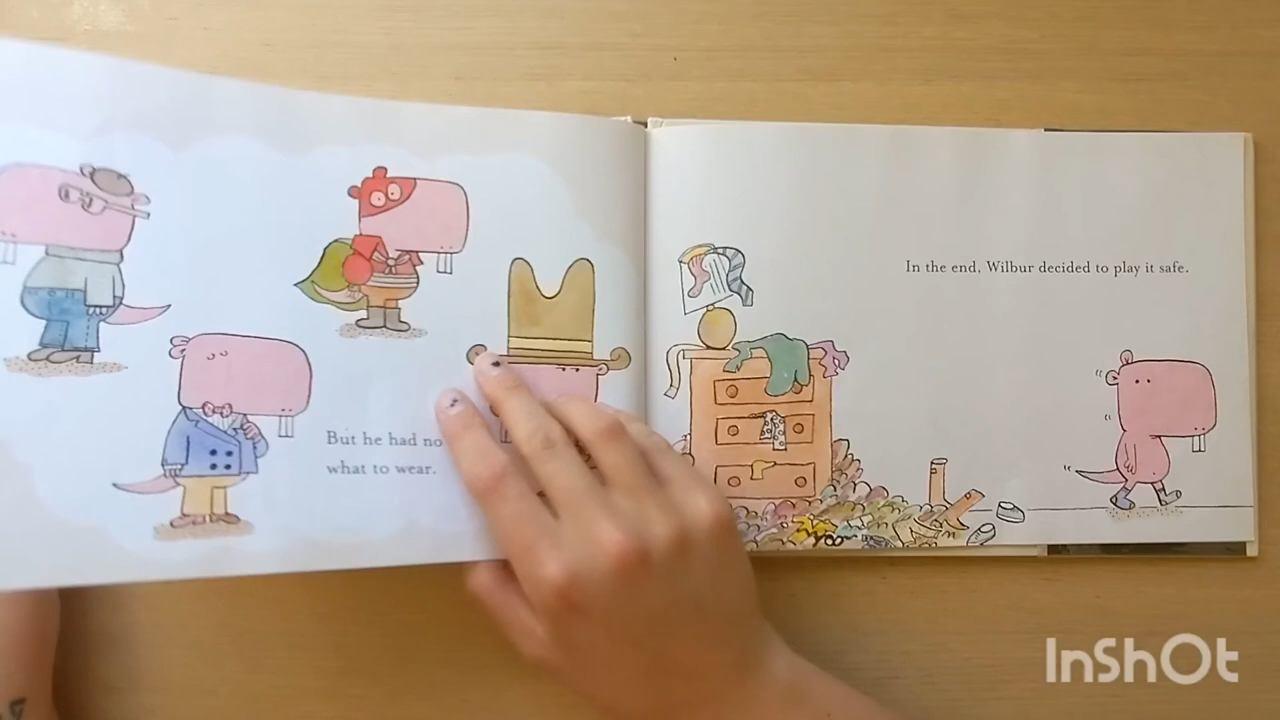 But he had no
what to wear.
In the end, Wilbur decided to play it safe.
InShOt